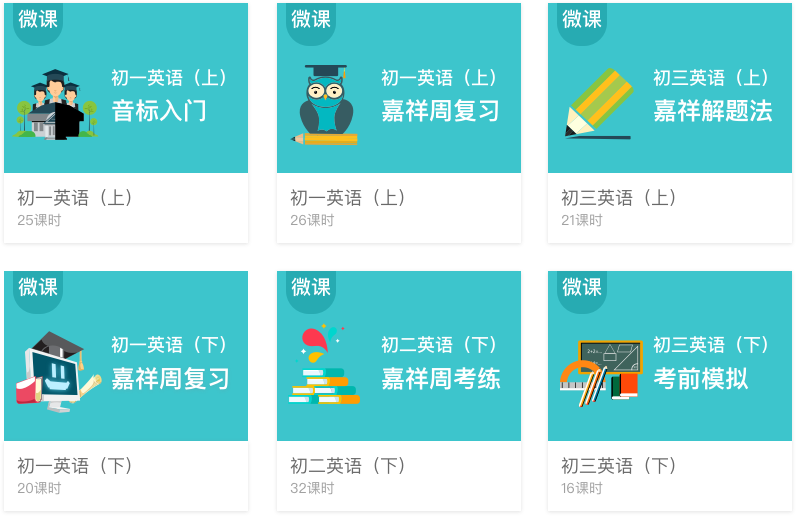 微课
初一英语（上）
音标入门
初一英语（上）
25课时
微课
初一英语（上）
嘉祥周复习
初一英语（上）
26课时
微课
初三英语（上）
嘉祥解题法
初三英语（上）
21课时
微课
初一英语（下）
嘉祥周复习
初一英语（下）
20课时
微课
初二英语（下）
嘉祥周考练
初二英语（下）
32课时
微课
初三英语（下）
考前模拟
初三英语（下）
16课时